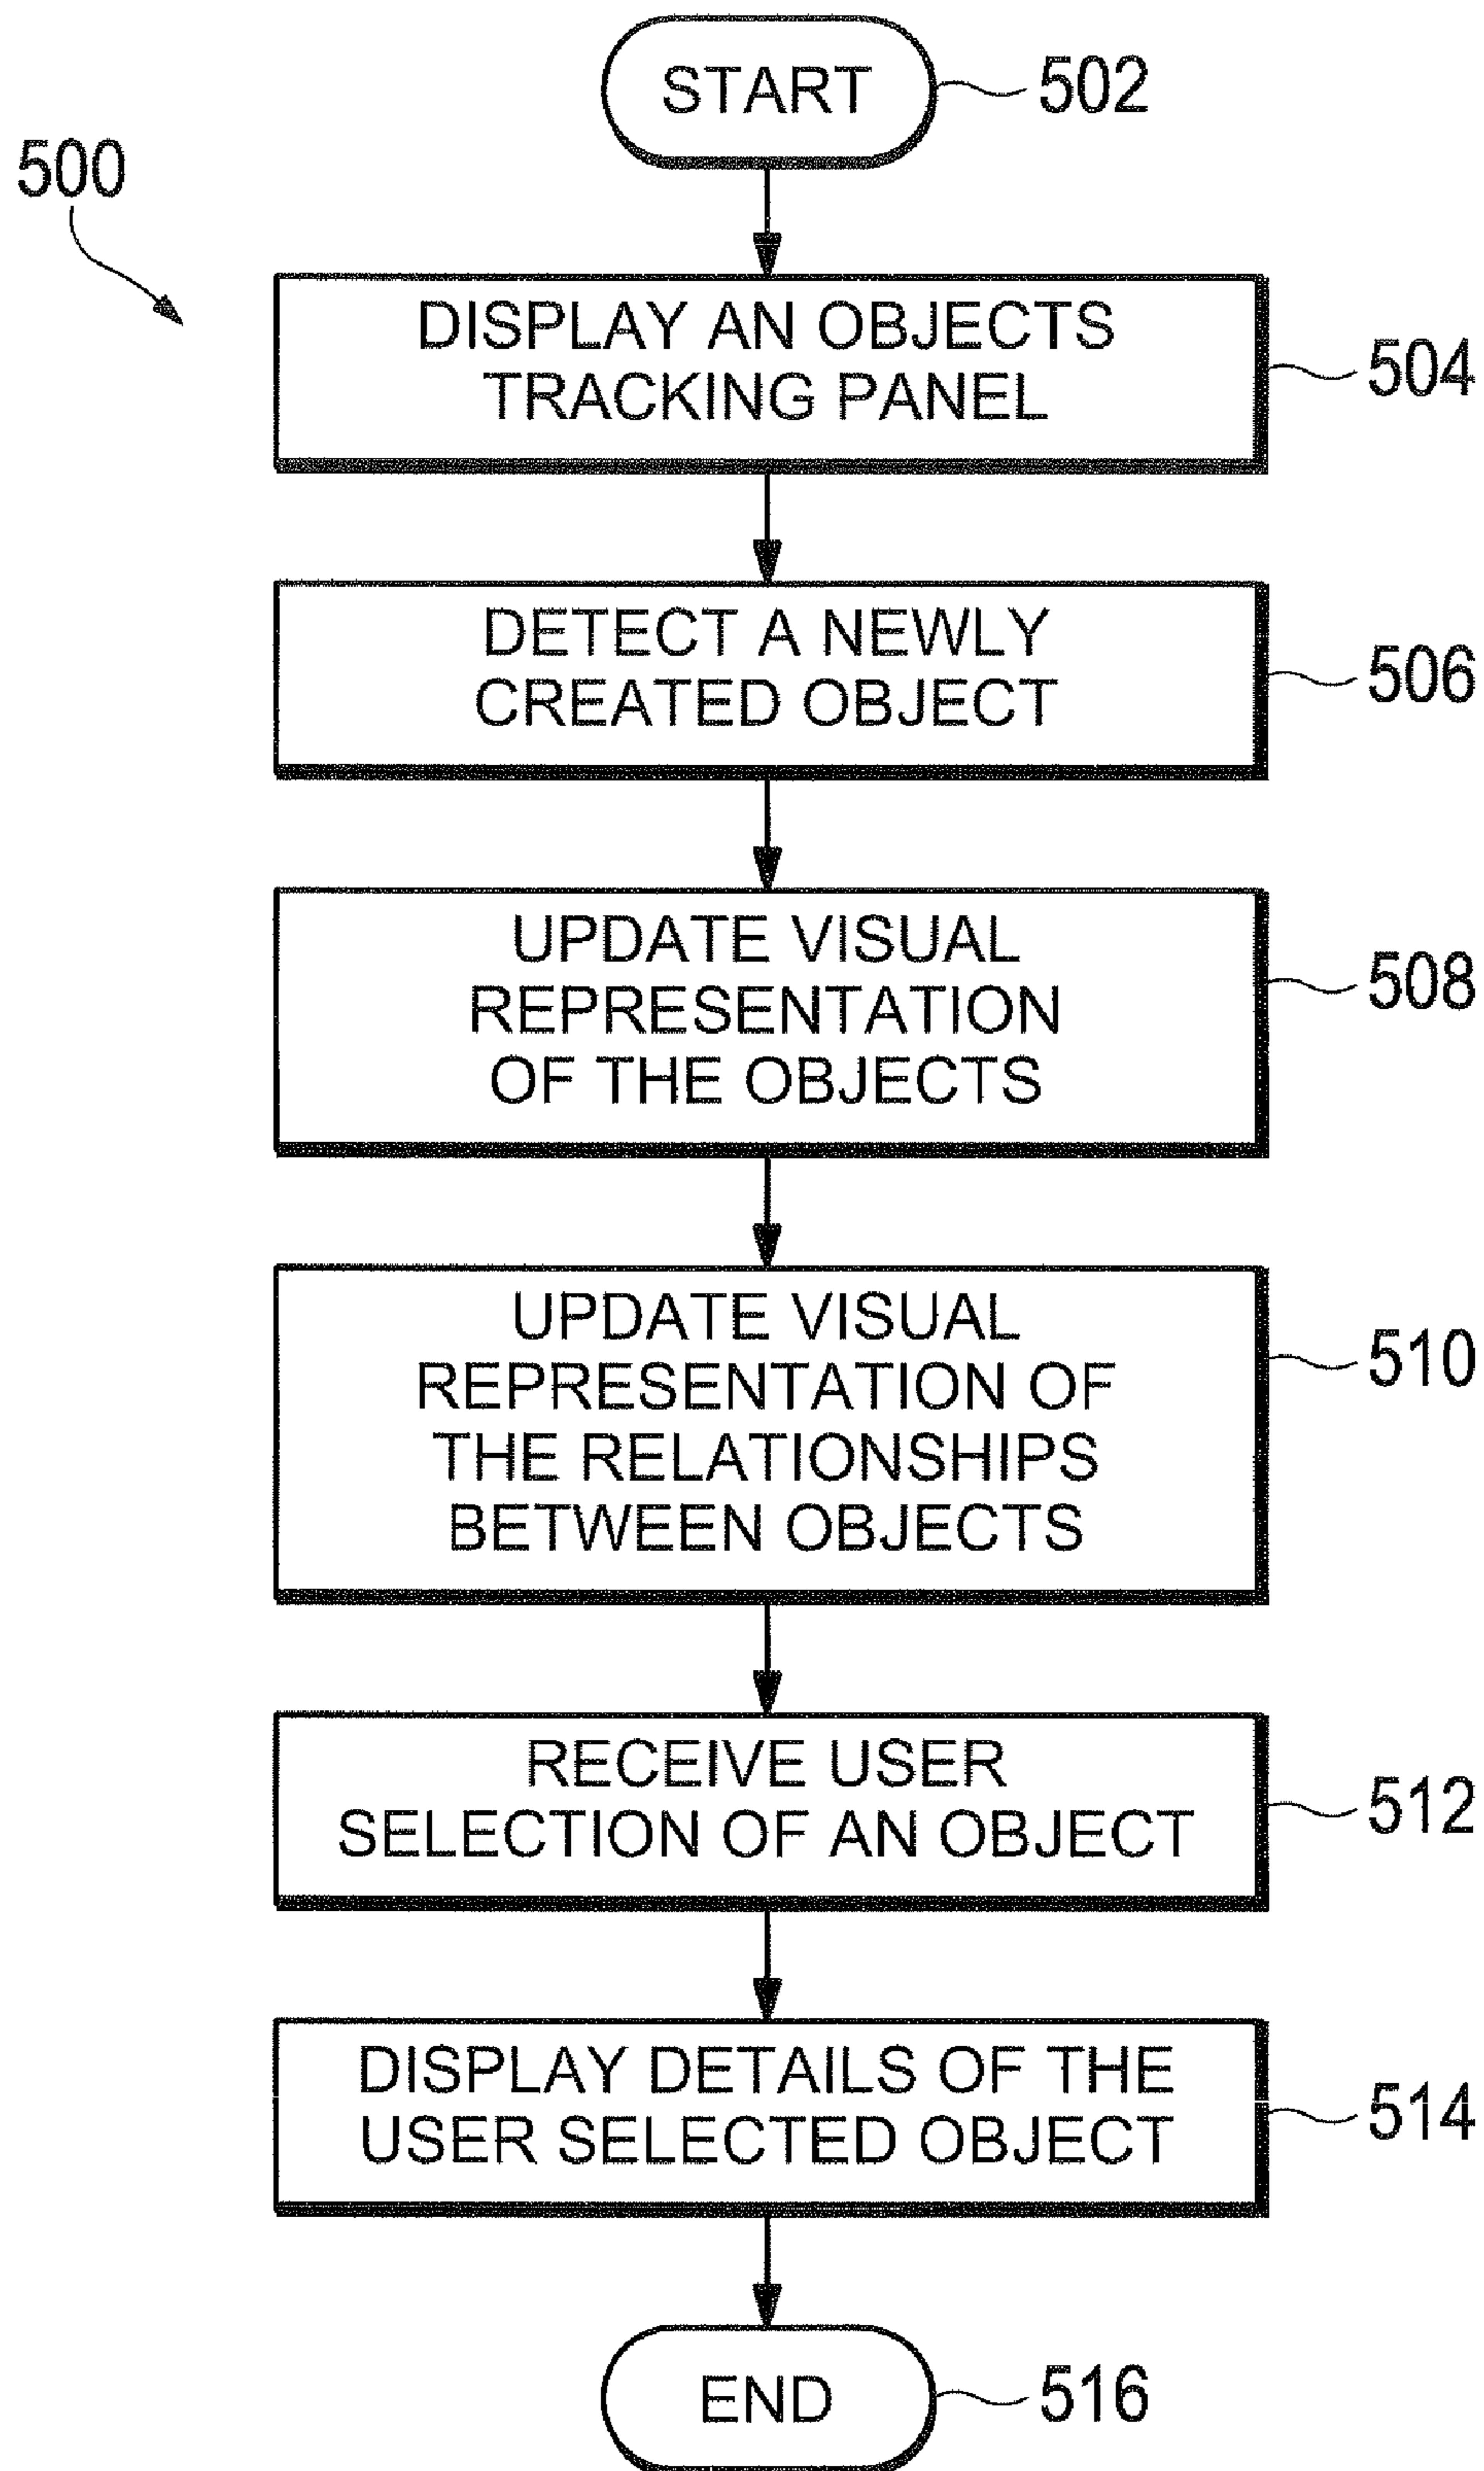 START
502
500
DISPLAY AN OBJECTS
TRACKING PANEL
504
DETECT A NEWLY
CREATED OBJECT
506
UPDATE VISUAL
REPRESENTATION
OF THE OBJECTS
508
UPDATE VISUAL
REPRESENTATION OF
THE RELATIONSHIPS
BETWEEN OBJECTS
510
RECEIVE USER
SELECTION OF AN OBJECT
512
DISPLAY DETAILS OF THE
USER SELECTED OBJECT
514
END
516